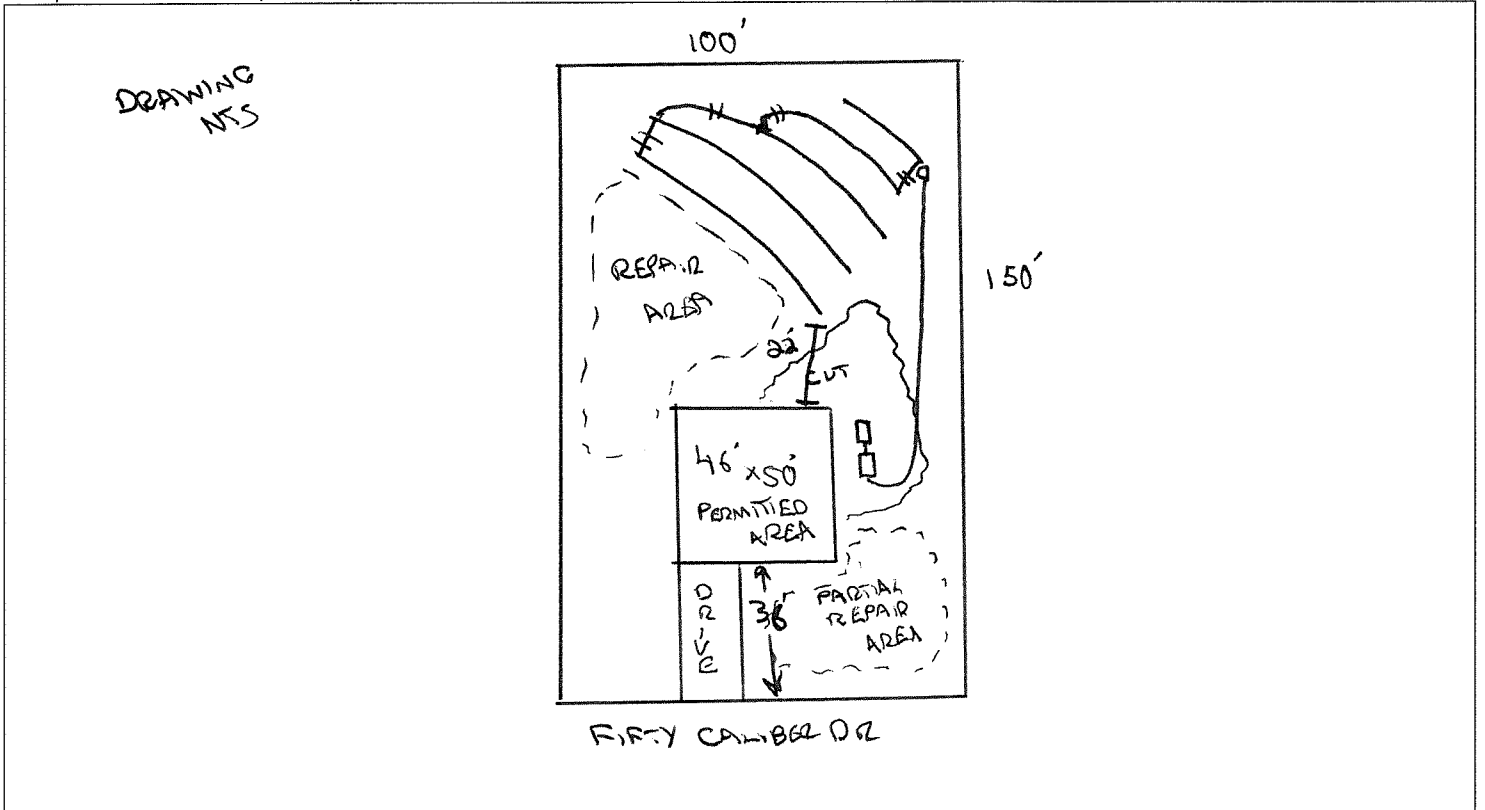 100'
DRAWING
NTS
150'
REPAIR
AREA
22'
CUT
46' x 50'
PERMITTED
AREA
DRIVE
36'
PARTIAL
REPAIR
AREA
FIFTY CALIBER DR